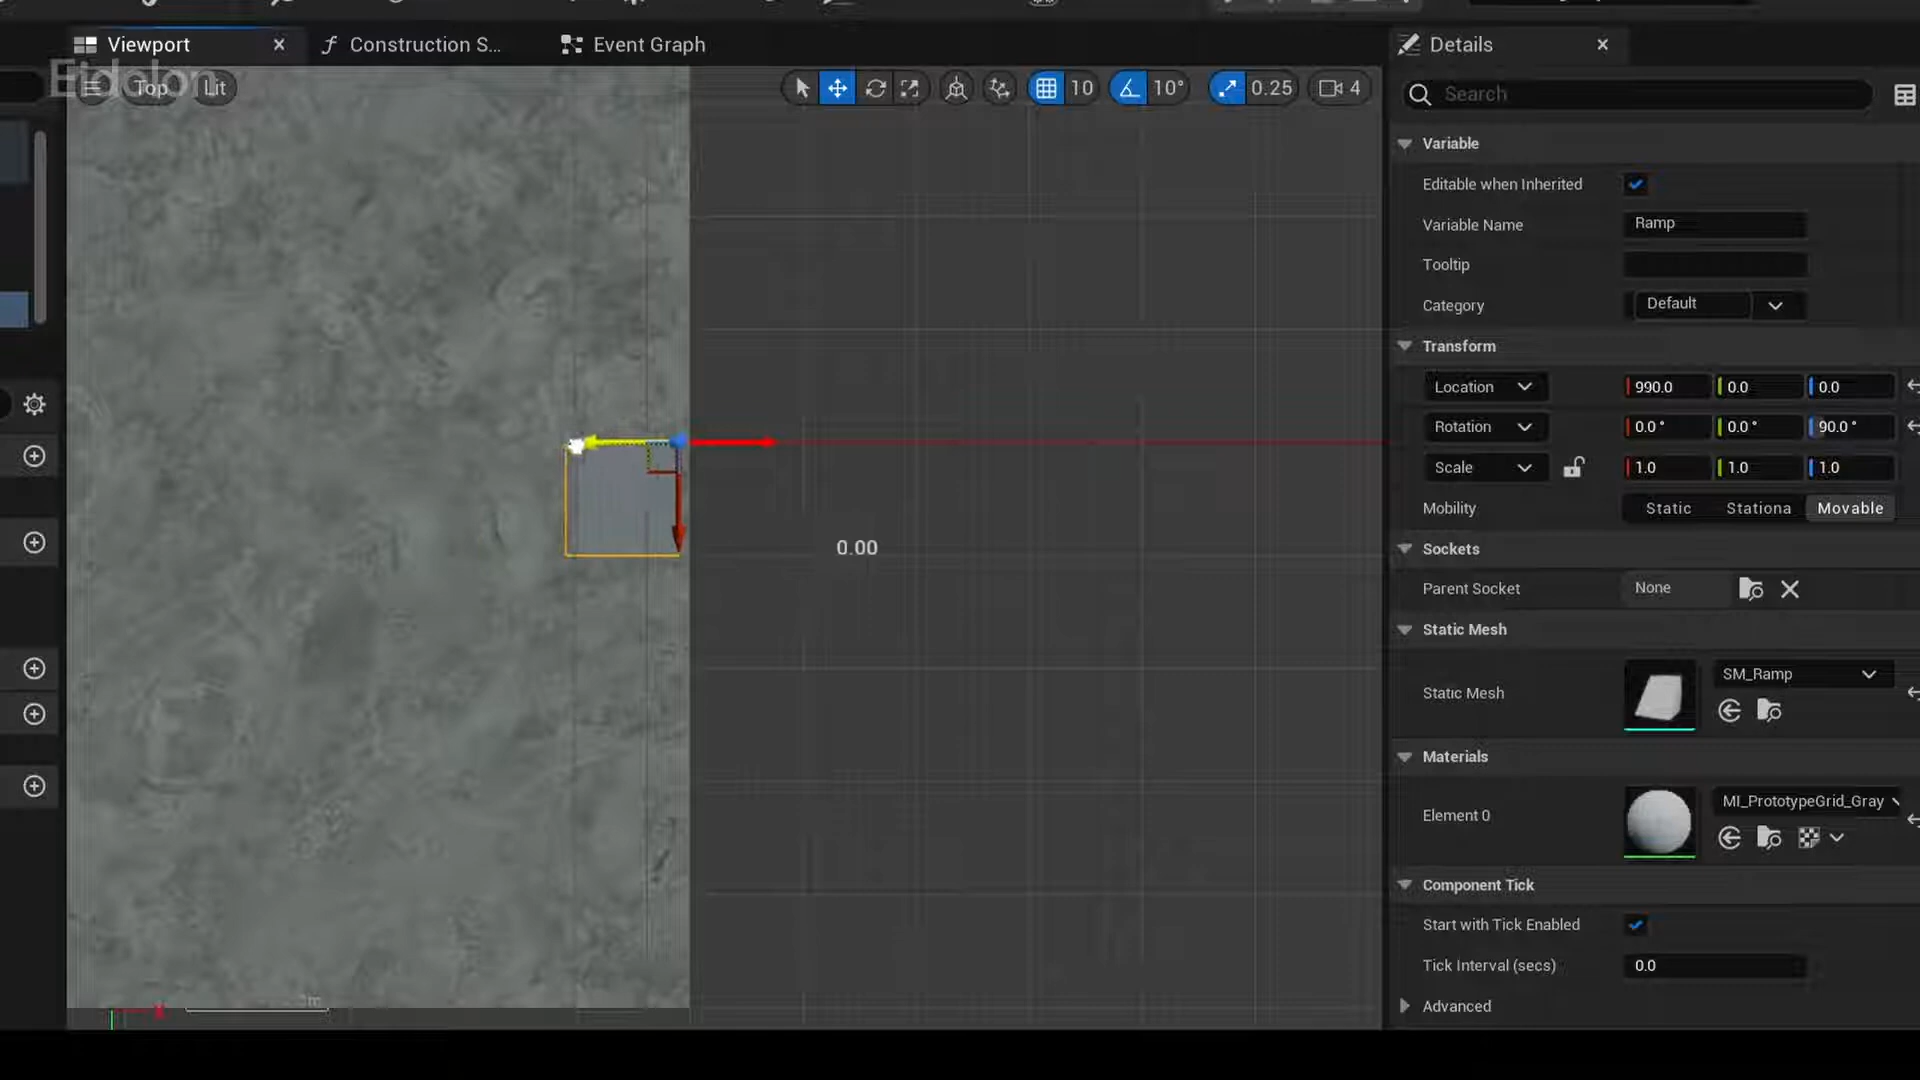 Viewport
Construction S...
Event Graph
Details
Eidolon
Top
Lit
10
10°
0.25
4
Search
Variable
Editable when Inherited
Variable Name
Ramp
Tooltip
Category
Default
Transform
Location
990.0
0.0
0.0
Rotation
0.0 °
0.0 °
90.0 °
Scale
1.0
1.0
1.0
Mobility
Static
Stationa
Movable
Sockets
Parent Socket
None
Static Mesh
Static Mesh
SM_Ramp
Materials
Element 0
MI_PrototypeGrid_Gray
Component Tick
Start with Tick Enabled
Tick Interval (secs)
0.0
Advanced
0.00